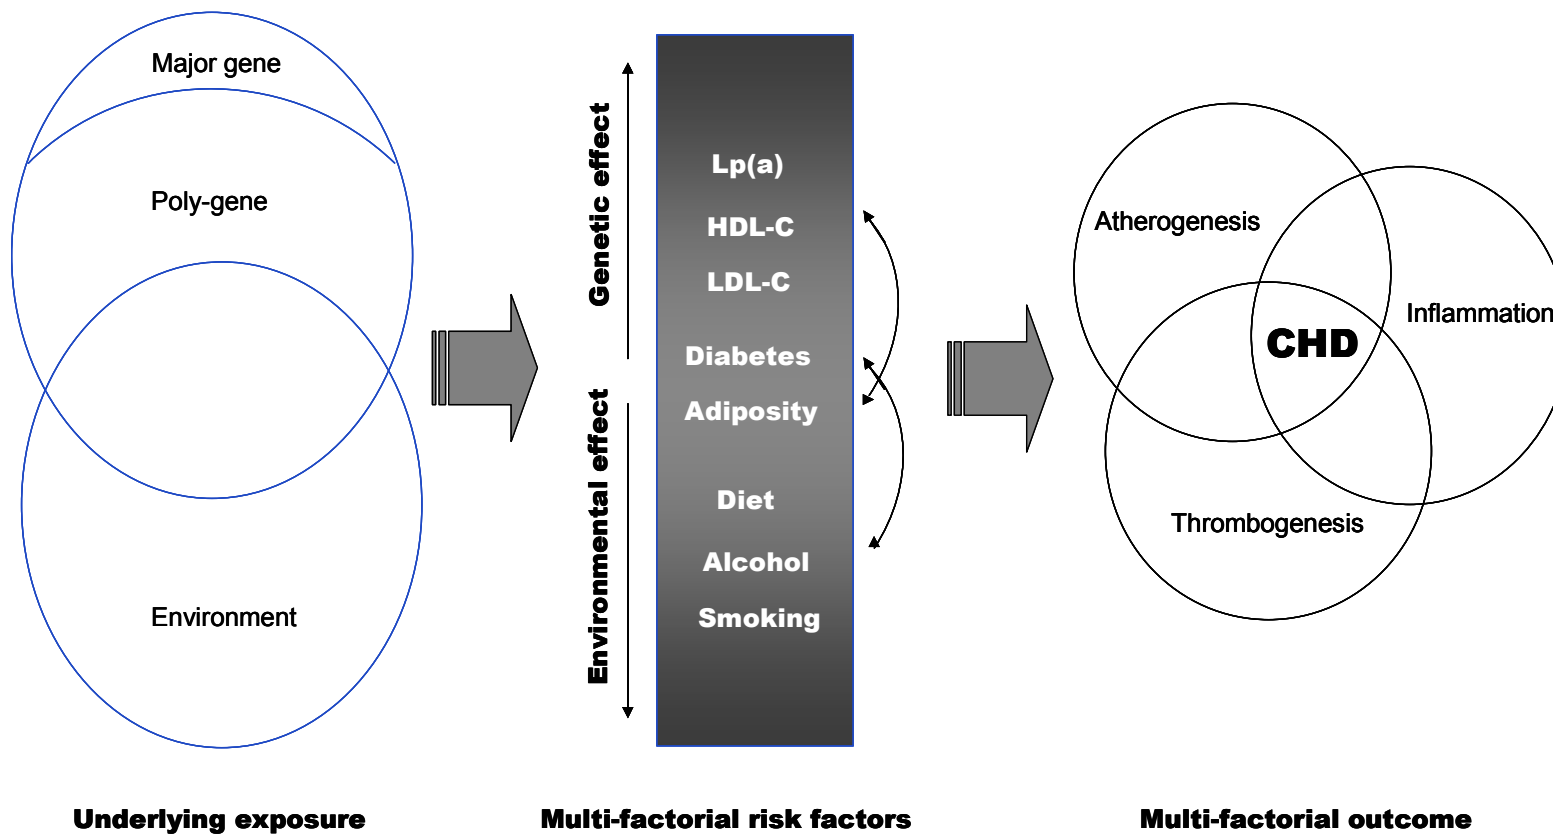 Major gene
Poly-gene
Environment
Underlying exposure
Genetic effect
Environmental effect
Lp(a)
HDL-C
LDL-C
Diabetes
Adiposity
Diet
Alcohol
Smoking
Multi-factorial risk factors
Atherogenesis
Inflammation
CHD
Thrombogenesis
Multi-factorial outcome